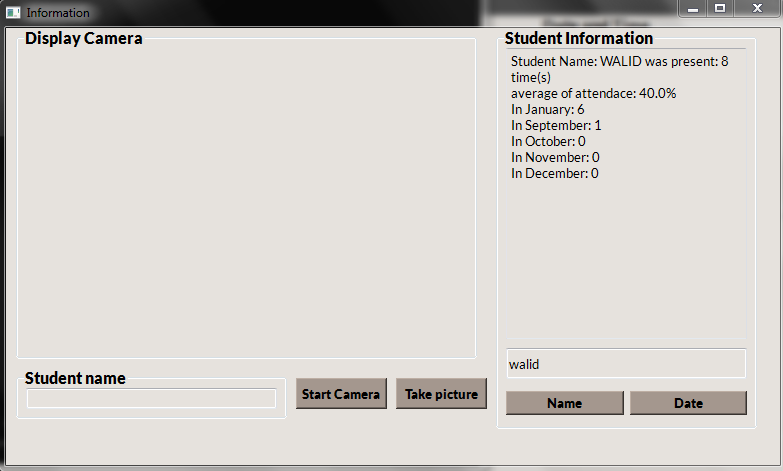 Information
Display Camera
Student name
Start Camera
Take picture
Student Information
Student Name: WALID was present: 8
time(s)
average of attendace: 40.0%
In January: 6
In September: 1
In October: 0
In November: 0
In December: 0
walid
Name
Date